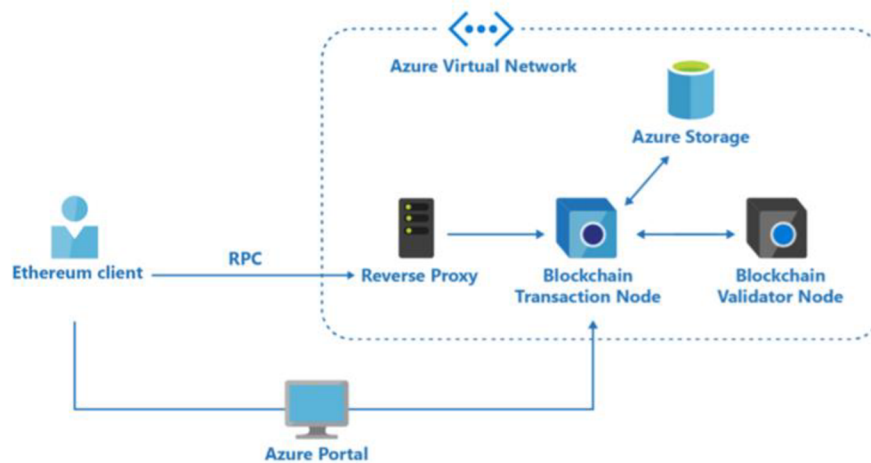 Azure Virtual Network
Azure Storage
RPC
Ethereum client
Reverse Proxy
Blockchain
Transaction Node
Blockchain
Validator Node
Azure Portal